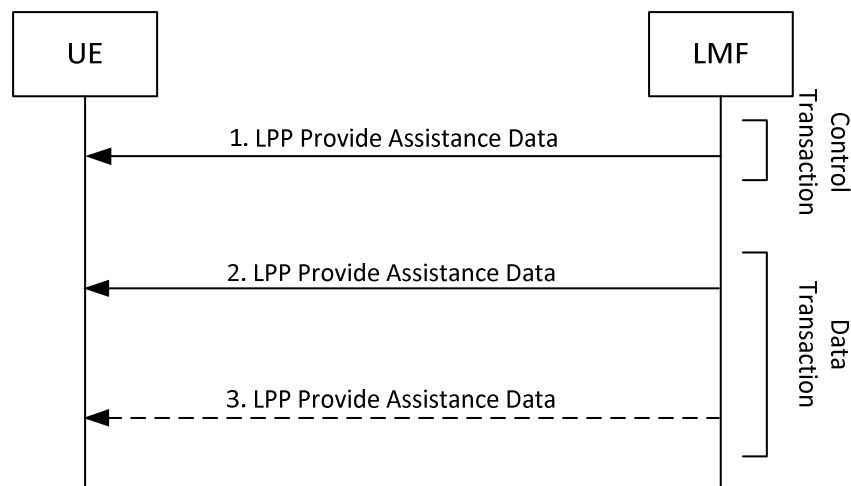 UE
LMF
1. LPP Provide Assistance Data
Control
Transaction
2. LPP Provide Assistance Data
Data
Transaction
3. LPP Provide Assistance Data